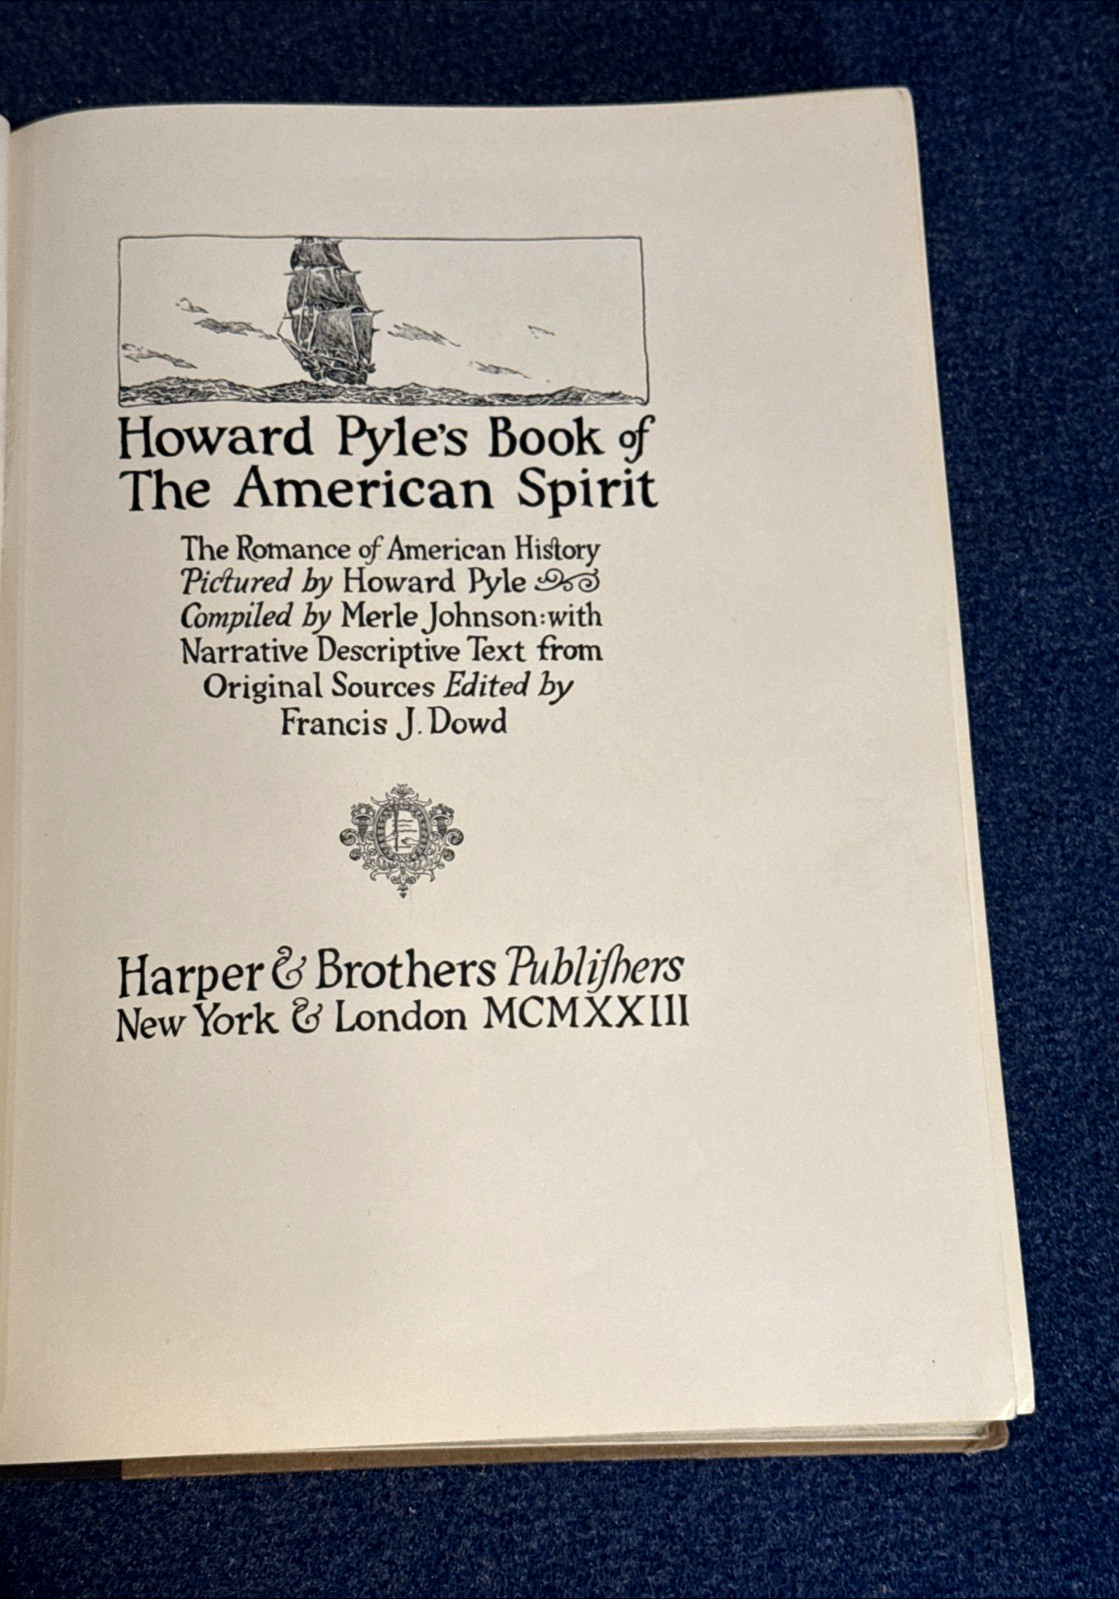 Howard Pyle's Book of
The American Spirit
The Romance of American History
Pictured by Howard Pyle
Compiled by Merle Johnson: with
Narrative Descriptive Text from
Original Sources Edited by
Francis J. Dowd
Harper & Brothers Publiſhers
New York & London MCMXXIII